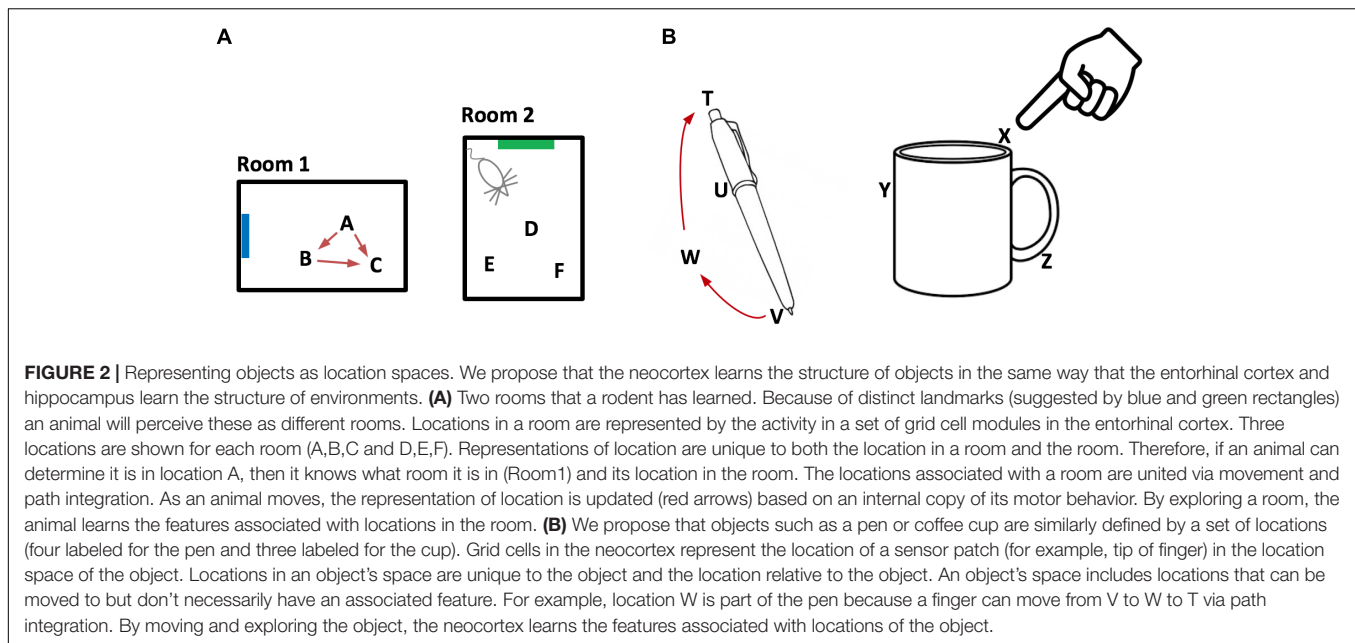 A
B
Room 1
Room 2
A
B
C
D
E
F
T
U
W
V
X
Y
Z
FIGURE 2 | Representing objects as location spaces. We propose that the neocortex learns the structure of objects in the same way that the entorhinal cortex and
hippocampus learn the structure of environments. (A) Two rooms that a rodent has learned. Because of distinct landmarks (suggested by blue and green rectangles)
an animal will perceive these as different rooms. Locations in a room are represented by the activity in a set of grid cell modules in the entorhinal cortex. Three
locations are shown for each room (A,B,C and D,E,F). Representations of location are unique to both the location in a room and the room. Therefore, if an animal can
determine it is in location A, then it knows what room it is in (Room1) and its location in the room. The locations associated with a room are united via movement and
path integration. As an animal moves, the representation of location is updated (red arrows) based on an internal copy of its motor behavior. By exploring a room, the
animal learns the features associated with locations in the room. (B) We propose that objects such as a pen or coffee cup are similarly defined by a set of locations
(four labeled for the pen and three labeled for the cup). Grid cells in the neocortex represent the location of a sensor patch (for example, tip of finger) in the location
space of the object. Locations in an object's space are unique to the object and the location relative to the object. An object's space includes locations that can be
moved to but don't necessarily have an associated feature. For example, location W is part of the pen because a finger can move from V to W to T via path
integration. By moving and exploring the object, the neocortex learns the features associated with locations of the object.